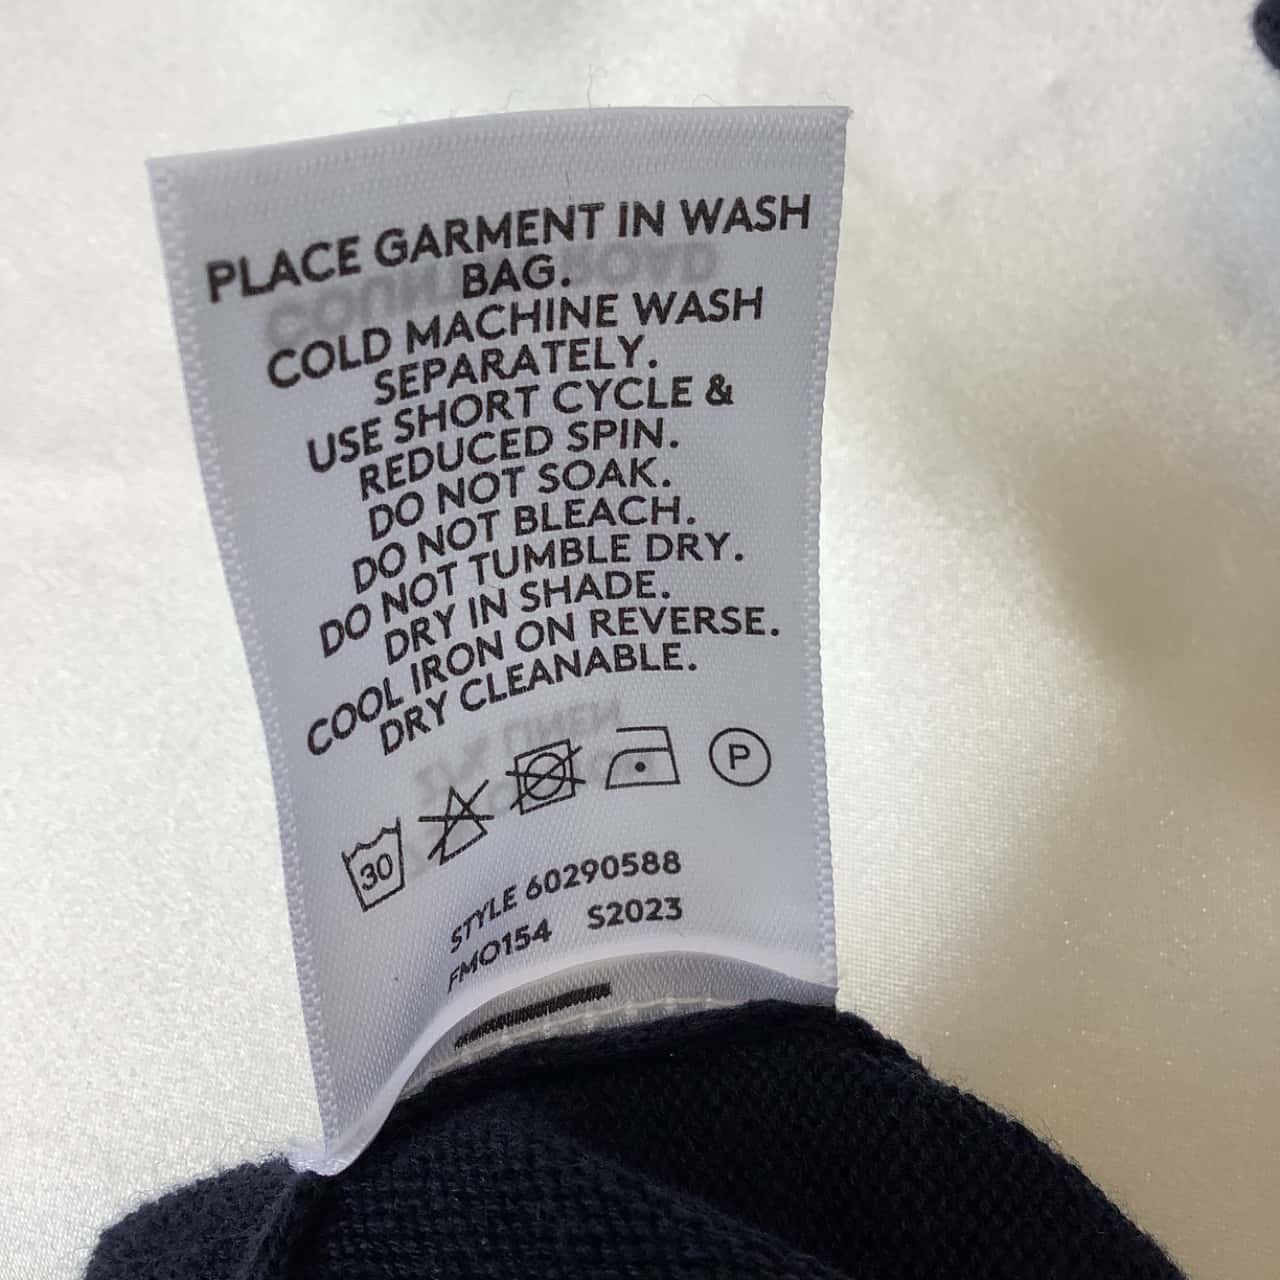 PLACE GARMENT IN WASH
BAG.
COLD MACHINE WASH
SEPARATELY.
USE SHORT CYCLE &
REDUCED SPIN.
DO NOT SOAK.
DO NOT BLEACH.
DO NOT TUMBLE DRY.
DRY IN SHADE.
COOL IRON ON REVERSE.
DRY CLEANABLE.
30 P
STYLE 60290588
FMO154 S2023